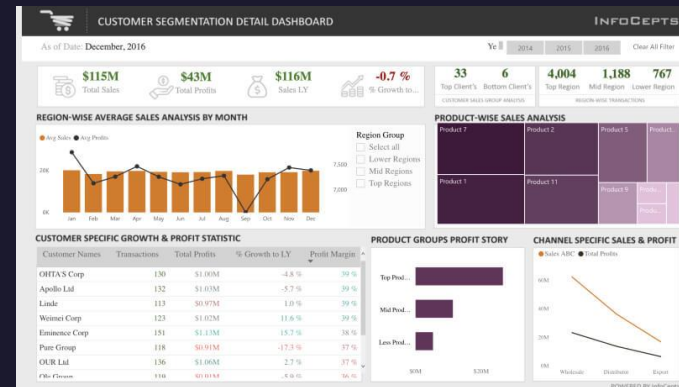 CUSTOMER SEGMENTATION DETAIL DASHBOARD
INFOCEPTS
As of Date: December, 2016
Ye
2014
2015
2016
Clear All Filter
$115M
Total Sales
$43M
Total Profits
$116M
Sales LY
-0.7 %
% Growth to...
33
Top Client's
6
Bottom Client's
CUSTOMER SALES GROUP ANALYSIS
4,004
Top Region
1,188
Mid Region
767
Lower Region
REGION-WISE TRANSACTIONS
REGION-WISE AVERAGE SALES ANALYSIS BY MONTH
Avg Sales Avg Profits
20K
0K
7,500
7,000
Jan Feb Mar Apr May Jun Jul Aug Sep Oct Nov Dec
Region Group
Select all
Lower Regions
Mid Regions
Top Regions
PRODUCT-WISE SALES ANALYSIS
Product 7
Product 2
Product 5
Product...
Product 1
Product 11
Product 9
Produ...
Produ...
CUSTOMER SPECIFIC GROWTH & PROFIT STATISTIC
Customer Names Transactions Total Profits % Growth to LY Profit Margin
OHTA'S Corp 130 $1.00M -4.8 % 39 %
Apollo Ltd 132 $1.03M -5.7 % 39 %
Linde 113 $0.97M 1.0 % 39 %
Weimei Corp 123 $1.02M 11.6 % 39 %
Eminence Corp 151 $1.13M 15.7 % 38 %
Pure Group 118 $0.91M -17.3 % 37 %
OUR Ltd 136 $1.06M 2.7 % 37 %
PRODUCT GROUPS PROFIT STORY
Top Prod...
Mid Prod...
Less Prod...
$0M $20M
CHANNEL SPECIFIC SALES & PROFIT
Sales ABC Total Profits
60M
40M
20M
0M
Wholesale Distributor Export
POWERED BY InfoCepts